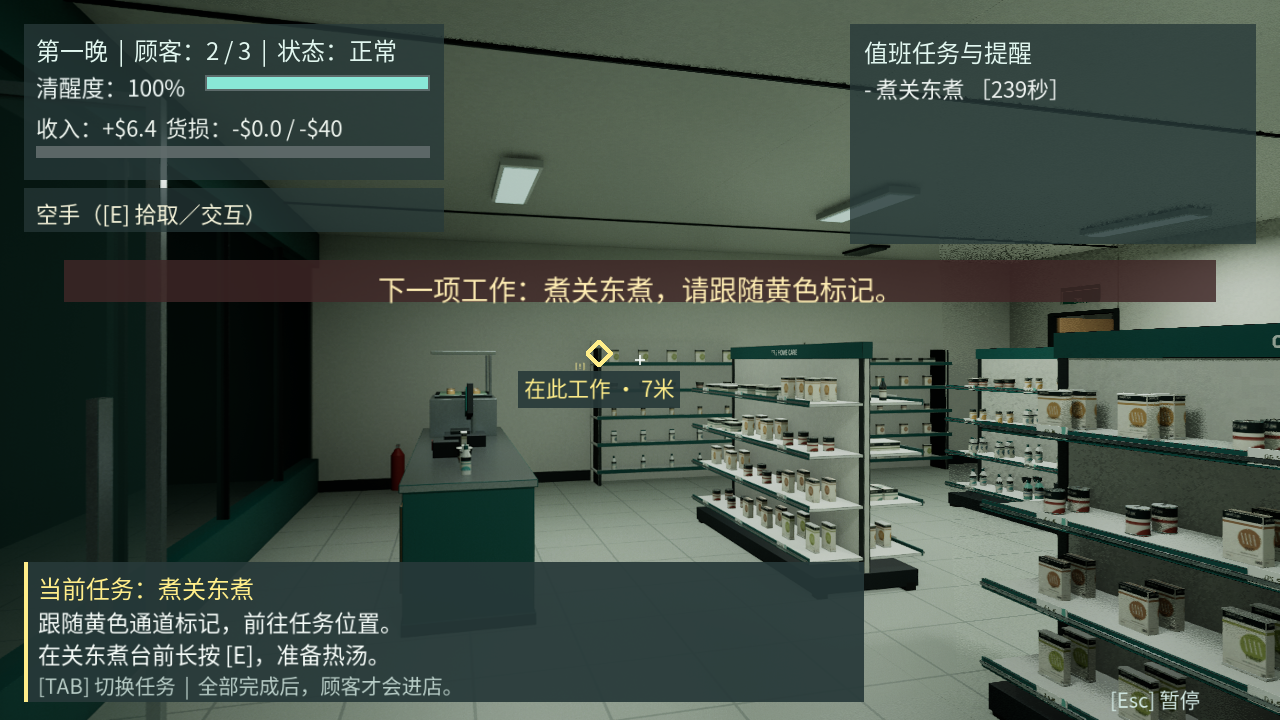 第一晚｜顾客：2 / 3｜状态：正常
清醒度：100%
收入：+$6.4 货损：-$0.0 / -$40
空手（[E] 拾取／交互）
值班任务与提醒
- 煮关东煮 ［239秒］
下一项工作：煮关东煮，请跟随黄色标记。
HOME CARE
在此工作 · 7米
当前任务：煮关东煮
跟随黄色通道标记，前往任务位置。
在关东煮台前长按 [E]，准备热汤。
[TAB] 切换任务｜全部完成后，顾客才会进店。
[Esc] 暂停